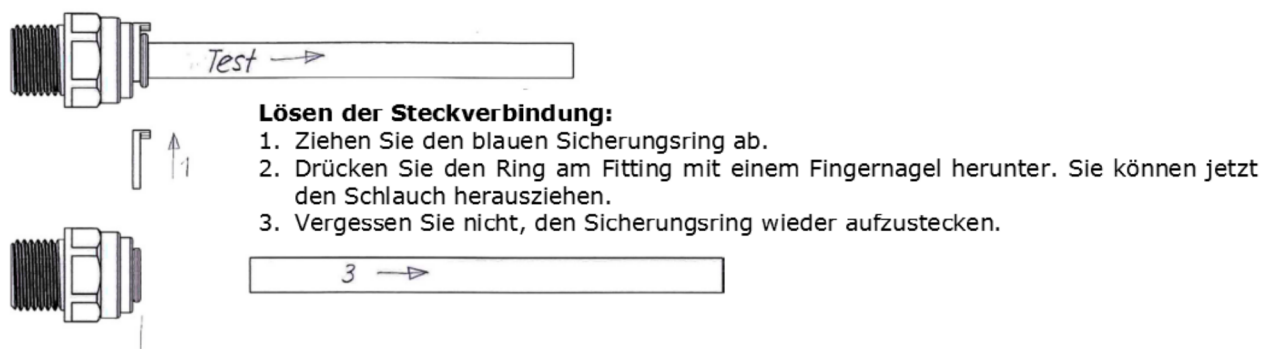 Test
Lösen der Steckverbindung:
1. Ziehen Sie den blauen Sicherungsring ab.
1
2. Drücken Sie den Ring am Fitting mit einem Fingernagel herunter. Sie können jetzt
den Schlauch herausziehen.
3. Vergessen Sie nicht, den Sicherungsring wieder aufzustecken.
3